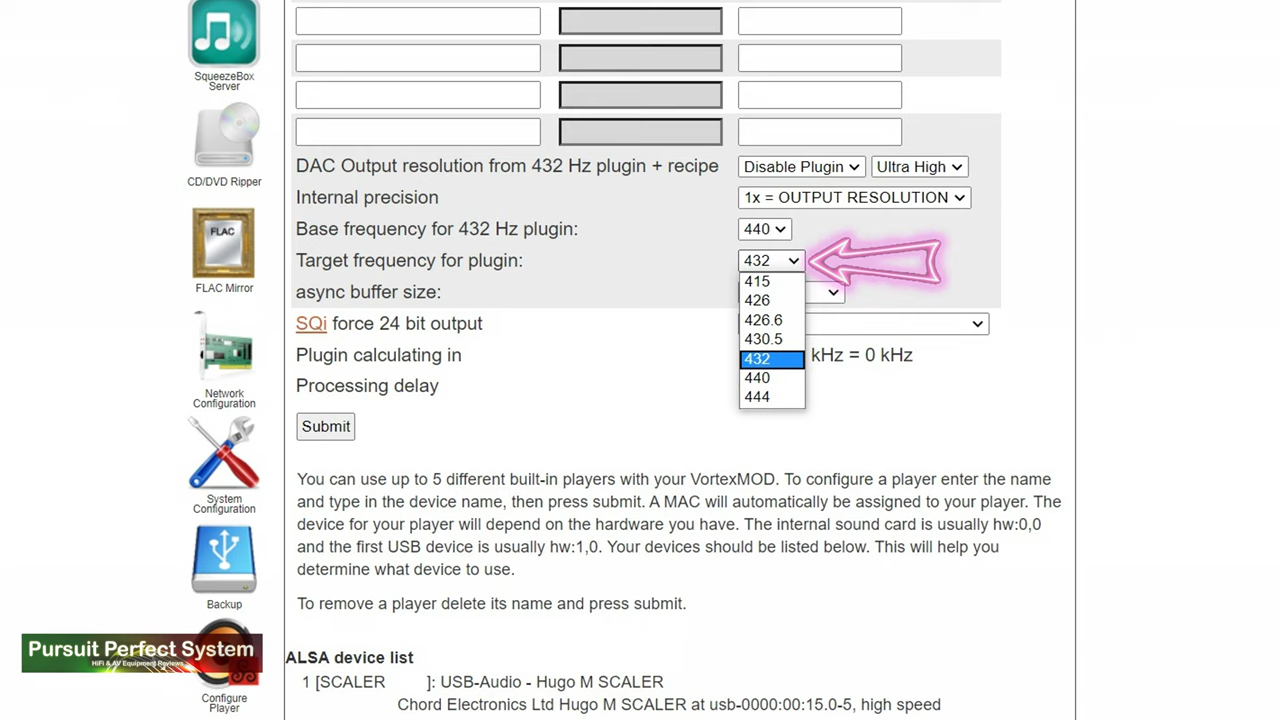 SqueezeBox
Server
CD/DVD Ripper
FLAC
FLAC Mirror
Network
Configuration
System
Configuration
Backup
Configure
Player
DAC Output resolution from 432 Hz plugin + recipe Disable Plugin Ultra High
Internal precision 1x = OUTPUT RESOLUTION
Base frequency for 432 Hz plugin: 440
Target frequency for plugin: 432
415
426
426.6
430.5
432
440
444
async buffer size:
SQi force 24 bit output
Plugin calculating in kHz = 0 kHz
Processing delay
Submit
You can use up to 5 different built-in players with your VortexMOD. To configure a player enter the name
and type in the device name, then press submit. A MAC will automatically be assigned to your player. The
device for your player will depend on the hardware you have. The internal sound card is usually hw:0,0
and the first USB device is usually hw:1,0. Your devices should be listed below. This will help you
determine what device to use.
To remove a player delete its name and press submit.
ALSA device list
1 [SCALER ]: USB-Audio - Hugo M SCALER
Chord Electronics Ltd Hugo M SCALER at usb-0000:00:15.0-5, high speed
Pursuit Perfect System
HiFi & AV Equipment Reviews